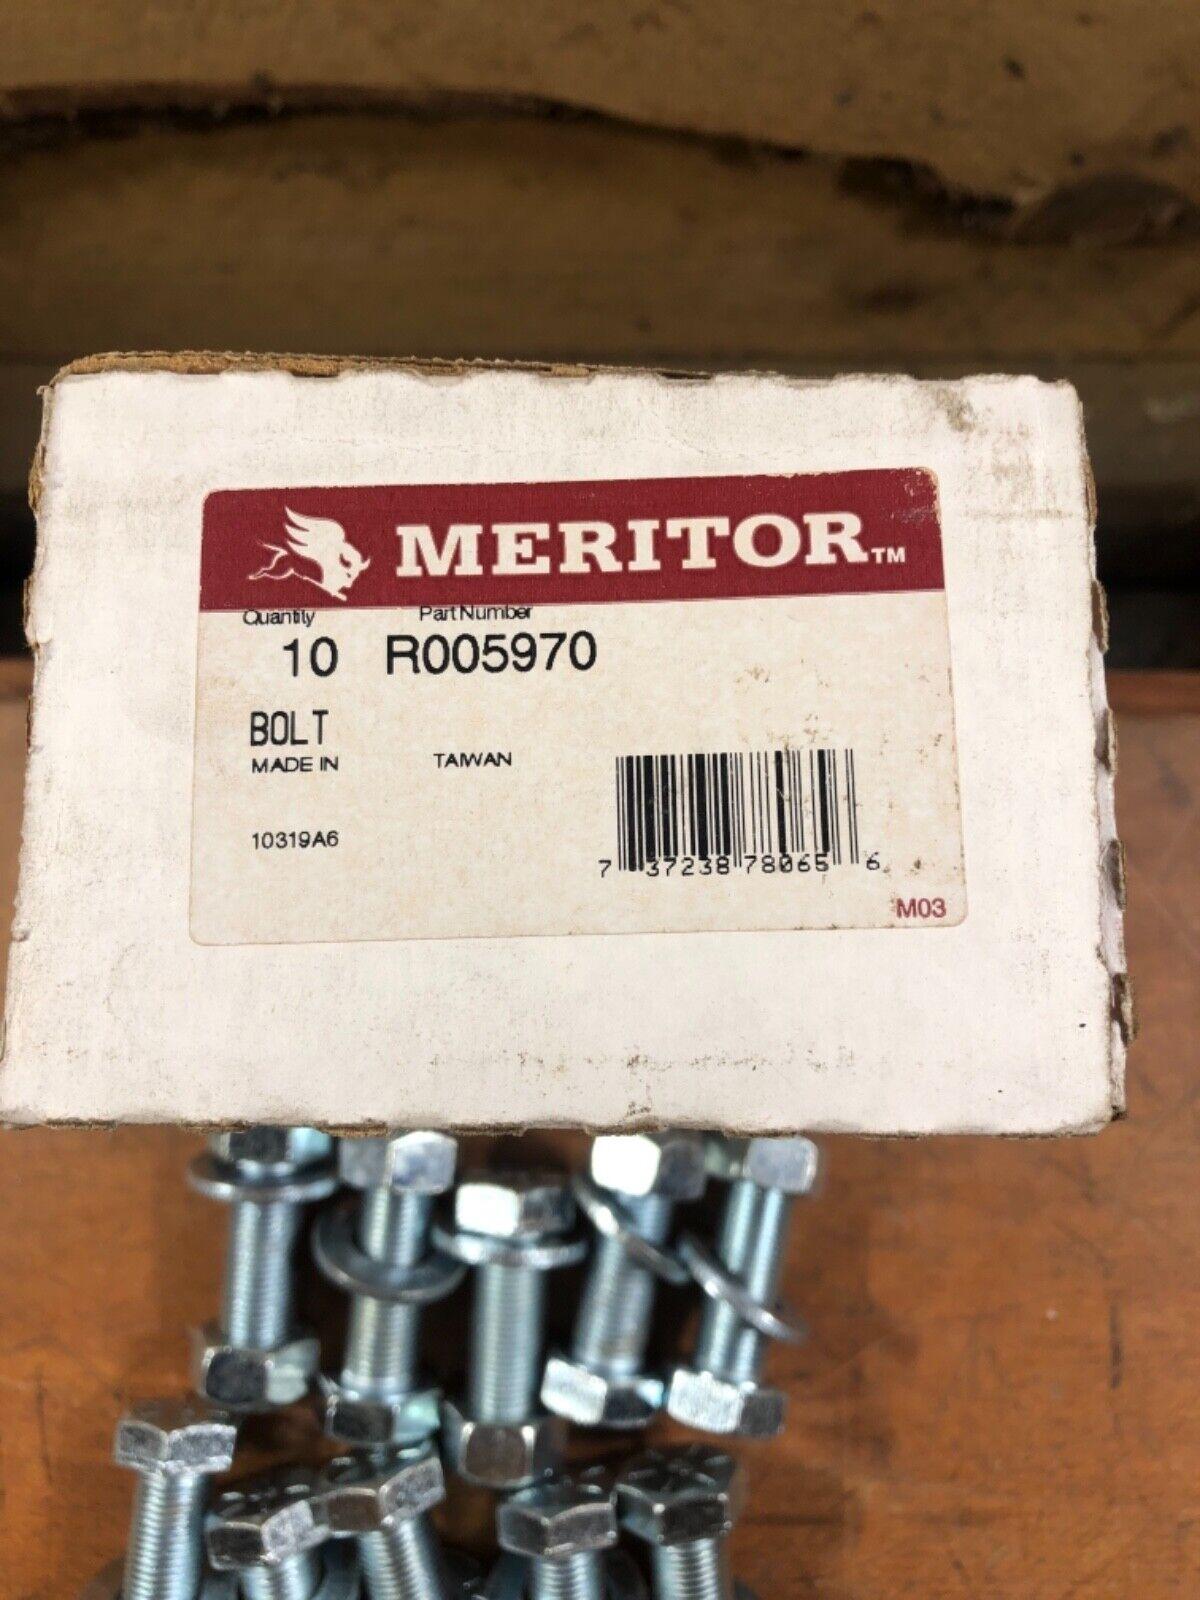 MERITOR™
Quantity Part Number
10 R005970
BOLT
MADE IN TAIWAN
10319A6
7 37238 78065 6
M03